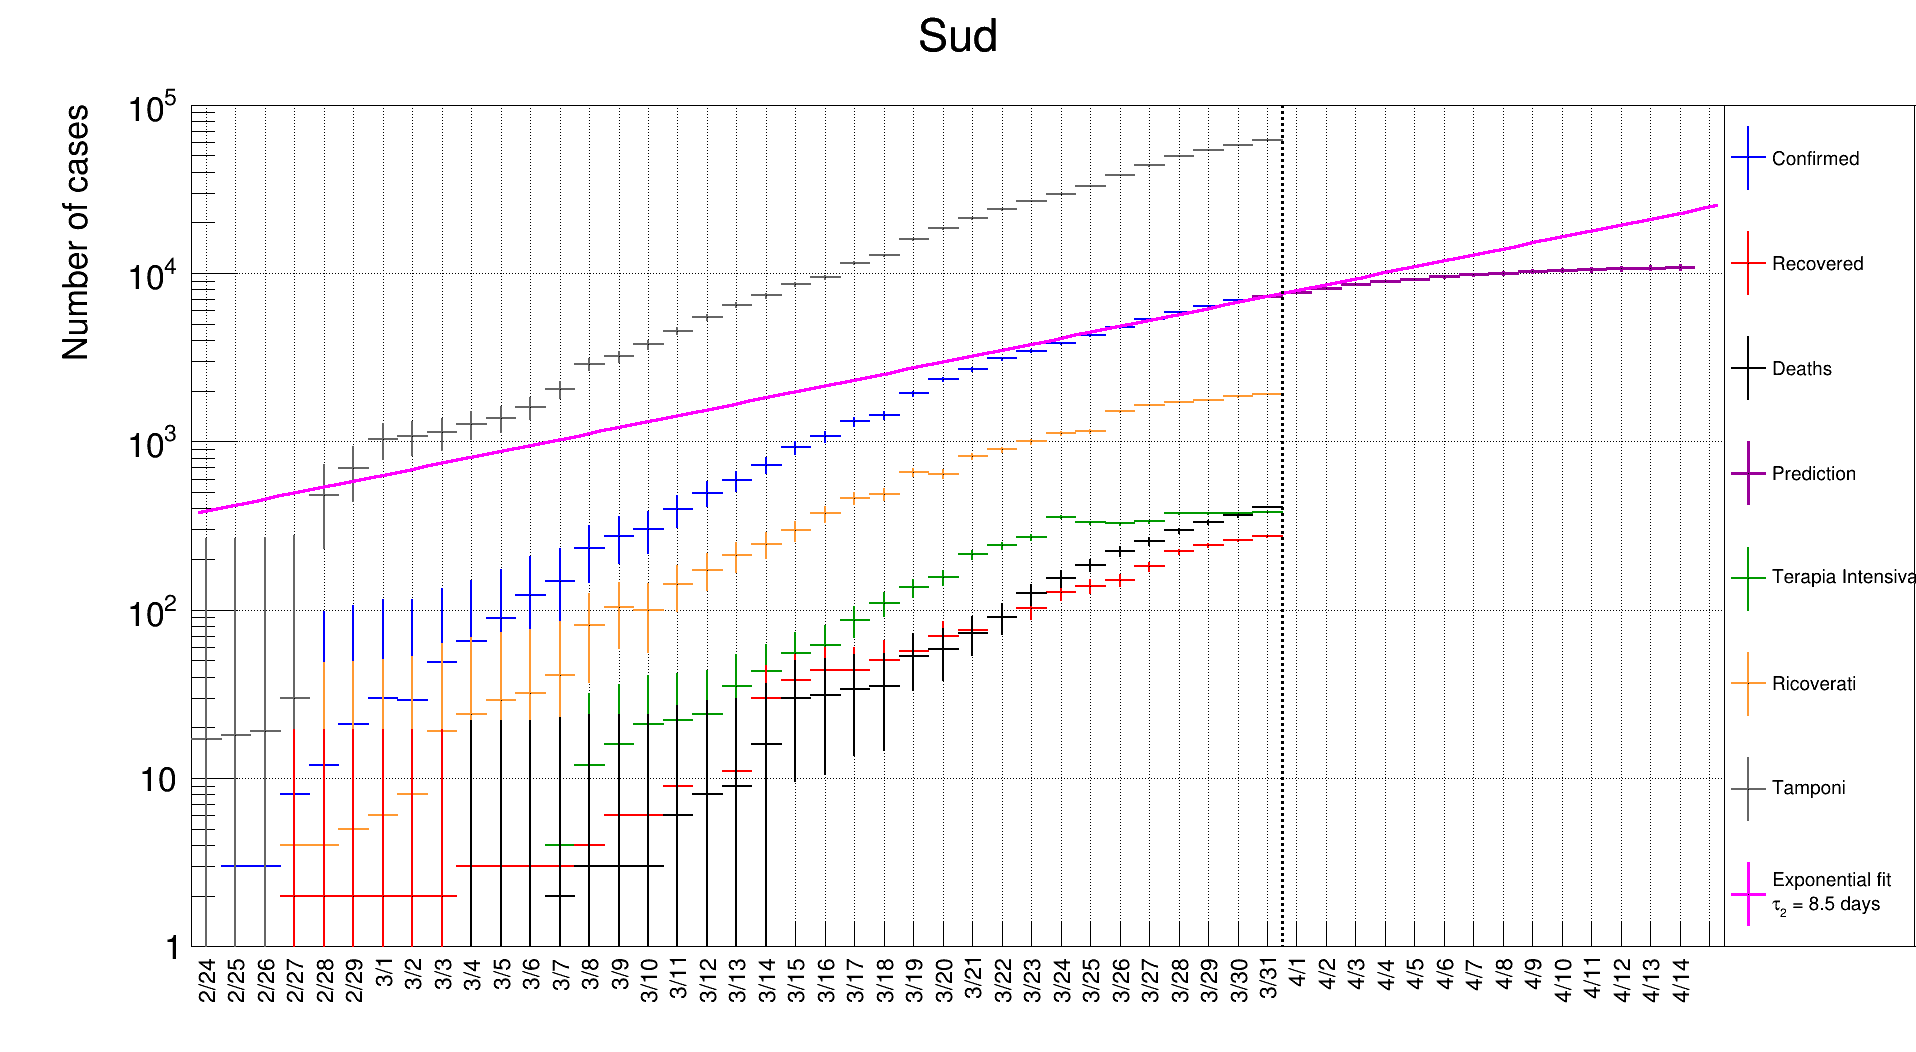 Sud
Number of cases
10^5
10^4
10^3
10^2
10
1
2/24 2/25 2/26 2/27 2/28 2/29 3/1 3/2 3/3 3/4 3/5 3/6 3/7 3/8 3/9 3/10 3/11 3/12 3/13 3/14 3/15 3/16 3/17 3/18 3/19 3/20 3/21 3/22 3/23 3/24 3/25 3/26 3/27 3/28 3/29 3/30 3/31 4/1 4/2 4/3 4/4 4/5 4/6 4/7 4/8 4/9 4/10 4/11 4/12 4/13 4/14
Confirmed
Recovered
Deaths
Prediction
Terapia Intensiva
Ricoverati
Tamponi
Exponential fit
τ₂ = 8.5 days